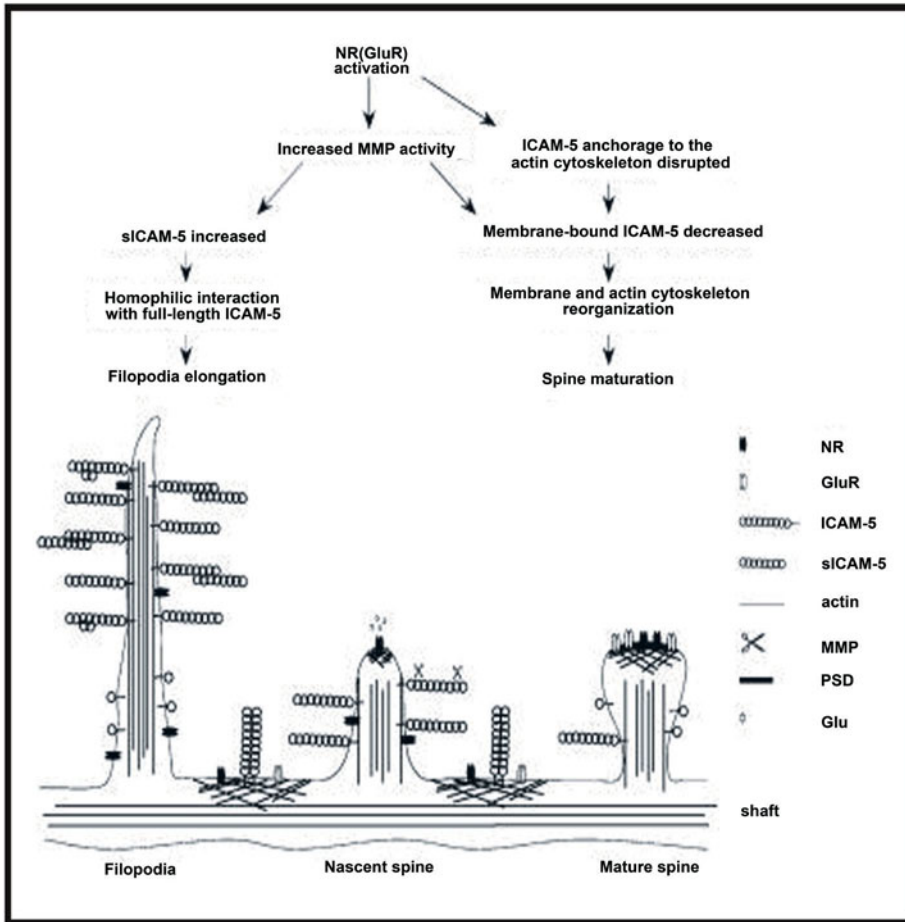 NR(GluR)
activation
Increased MMP activity
ICAM-5 anchorage to the
actin cytoskeleton disrupted
sICAM-5 increased
Membrane-bound ICAM-5 decreased
Homophilic interaction
with full-length ICAM-5
Membrane and actin cytoskeleton
reorganization
Filopodia elongation
Spine maturation
NR
GluR
ICAM-5
sICAM-5
actin
MMP
PSD
Glu
shaft
Filopodia
Nascent spine
Mature spine